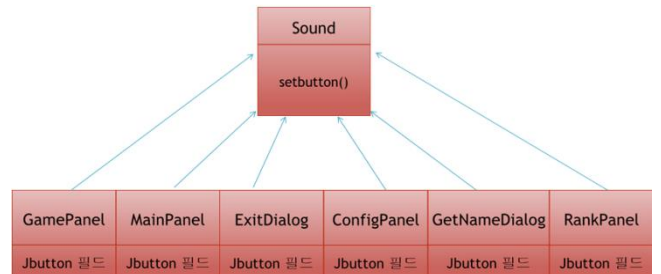 Sound
setbutton()
GamePanel MainPanel ExitDialog ConfigPanel GetNameDialog RankPanel
Jbutton 필드 Jbutton 필드 Jbutton 필드 Jbutton 필드 Jbutton 필드 Jbutton 필드